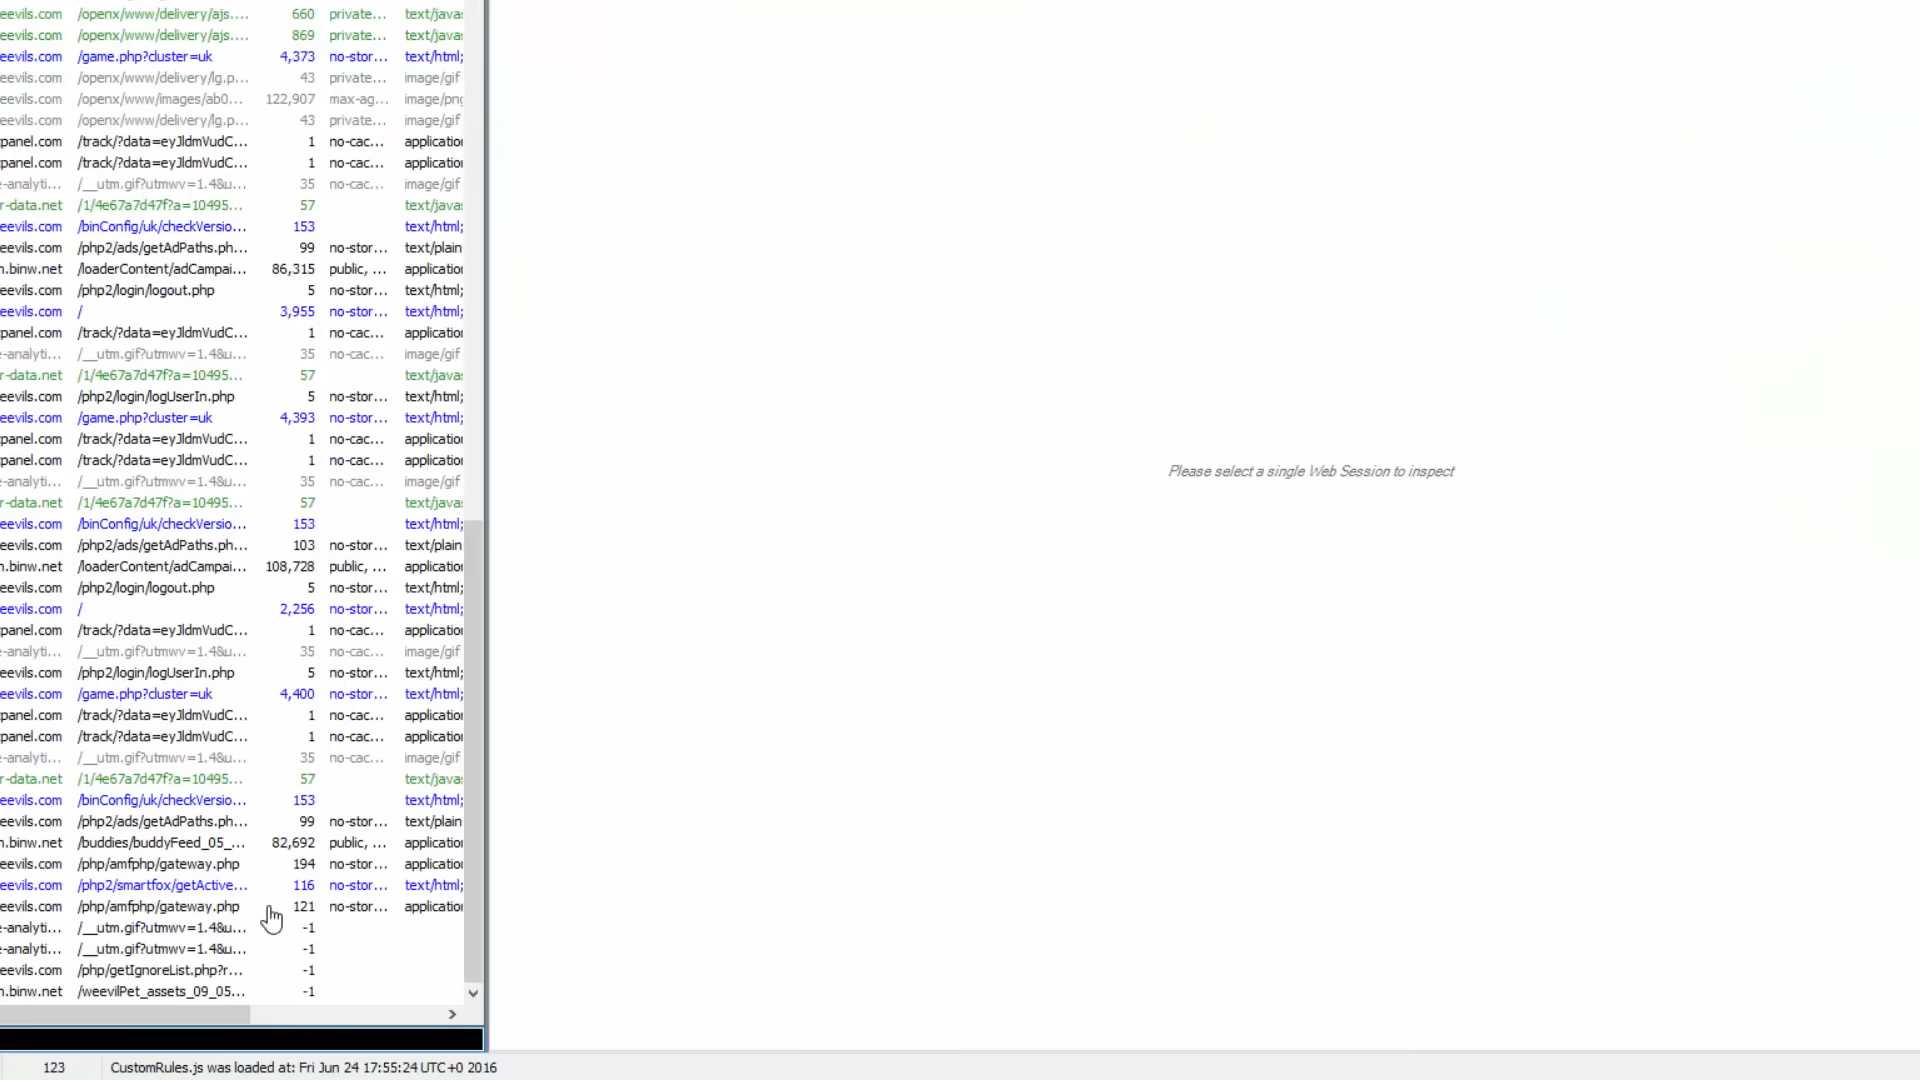 eevils.com /openx/www/delivery/ajs.... 660 private... text/java
eevils.com /openx/www/delivery/ajs.... 869 private... text/java
eevils.com /game.php?cluster=uk 4,373 no-stor... text/html;
eevils.com /openx/www/delivery/lg.p... 43 private... image/gif
eevils.com /openx/www/images/ab0... 122,907 max-ag... image/png
eevils.com /openx/www/delivery/lg.p... 43 private... image/gif
panel.com /track/?data=eyJldmVudC... 1 no-cac... application
panel.com /track/?data=eyJldmVudC... 1 no-cac... application
e-analyti... /__utm.gif?utmwv=1.4&u... 35 no-cac... image/gif
r-data.net /1/4e67a7d47f?a=10495... 57 text/java
eevils.com /binConfig/uk/checkVersio... 153 text/html;
eevils.com /php2/ads/getAdPaths.ph... 99 no-stor... text/plain
n.binw.net /loaderContent/adCampai... 86,315 public, ... application
eevils.com /php2/login/logout.php 5 no-stor... text/html;
eevils.com / 3,955 no-stor... text/html;
panel.com /track/?data=eyJldmVudC... 1 no-cac... application
e-analyti... /__utm.gif?utmwv=1.4&u... 35 no-cac... image/gif
r-data.net /1/4e67a7d47f?a=10495... 57 text/java
eevils.com /php2/login/logUserIn.php 5 no-stor... text/html;
eevils.com /game.php?cluster=uk 4,393 no-stor... text/html;
panel.com /track/?data=eyJldmVudC... 1 no-cac... application
panel.com /track/?data=eyJldmVudC... 1 no-cac... application
e-analyti... /__utm.gif?utmwv=1.4&u... 35 no-cac... image/gif
Please select a single Web Session to inspect
r-data.net /1/4e67a7d47f?a=10495... 57 text/java
eevils.com /binConfig/uk/checkVersio... 153 text/html;
eevils.com /php2/ads/getAdPaths.ph... 103 no-stor... text/plain
n.binw.net /loaderContent/adCampai... 108,728 public, ... application
eevils.com /php2/login/logout.php 5 no-stor... text/html;
eevils.com / 2,256 no-stor... text/html;
panel.com /track/?data=eyJldmVudC... 1 no-cac... application
e-analyti... /__utm.gif?utmwv=1.4&u... 35 no-cac... image/gif
eevils.com /php2/login/logUserIn.php 5 no-stor... text/html;
eevils.com /game.php?cluster=uk 4,400 no-stor... text/html;
panel.com /track/?data=eyJldmVudC... 1 no-cac... application
panel.com /track/?data=eyJldmVudC... 1 no-cac... application
e-analyti... /__utm.gif?utmwv=1.4&u... 35 no-cac... image/gif
r-data.net /1/4e67a7d47f?a=10495... 57 text/java
eevils.com /binConfig/uk/checkVersio... 153 text/html;
eevils.com /php2/ads/getAdPaths.ph... 99 no-stor... text/plain
n.binw.net /buddies/buddyFeed_05_... 82,692 public, ... application
eevils.com /php/amfphp/gateway.php 194 no-stor... application
eevils.com /php2/smartfox/getActive... 116 no-stor... text/html;
eevils.com /php/amfphp/gateway.php 121 no-stor... application
e-analyti... /__utm.gif?utmwv=1.4&u... -1
e-analyti... /__utm.gif?utmwv=1.4&u... -1
eevils.com /php/getIgnoreList.php?r... -1
n.binw.net /weevilPet_assets_09_05... -1
123 CustomRules.js was loaded at: Fri Jun 24 17:55:24 UTC+0 2016